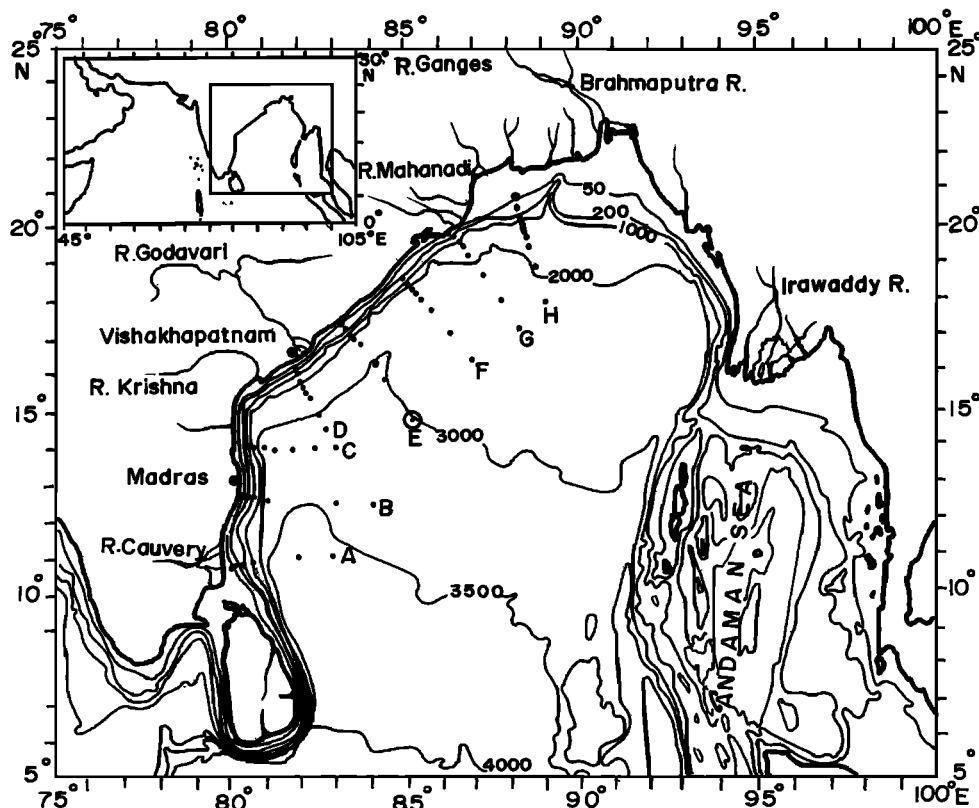 75° 80° 85° 90° 95° 100°E
25° N
25° N
30° N
R.Ganges
Brahmaputra R.
R.Mahanadi
50
200
1000
20°
20°
0°
45° 105°E
R.Godavari
2000
Irawaddy R.
H
Vishakhapatnam
G
F
R. Krishna
15°
15°
D
E
3000
C
Madras
B
R.Cauvery
A
ANDAMAN SEA
10°
10°
3500
4000
5°
5°
75° 77° 80° 85° 90° 95° 100°E